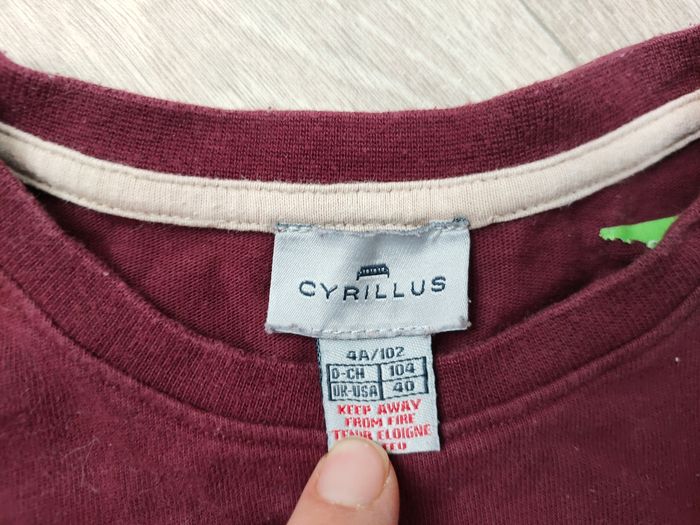 CYRILLUS
4A/102
D-CH 104
UK-USA 40
KEEP AWAY
FROM FIRE
TENIR ELOIGNE